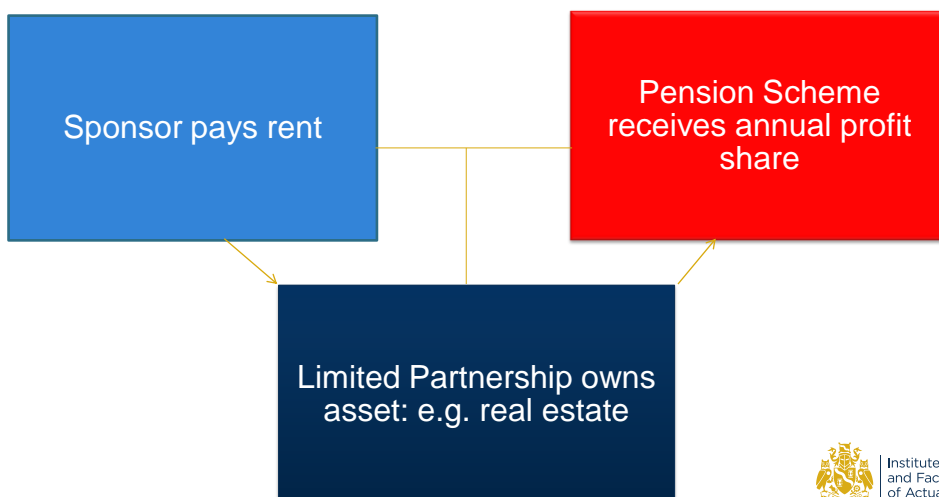 Sponsor pays rent
Pension Scheme
receives annual profit
share
Limited Partnership owns
asset: e.g. real estate
Institute
and Fac
of Actua